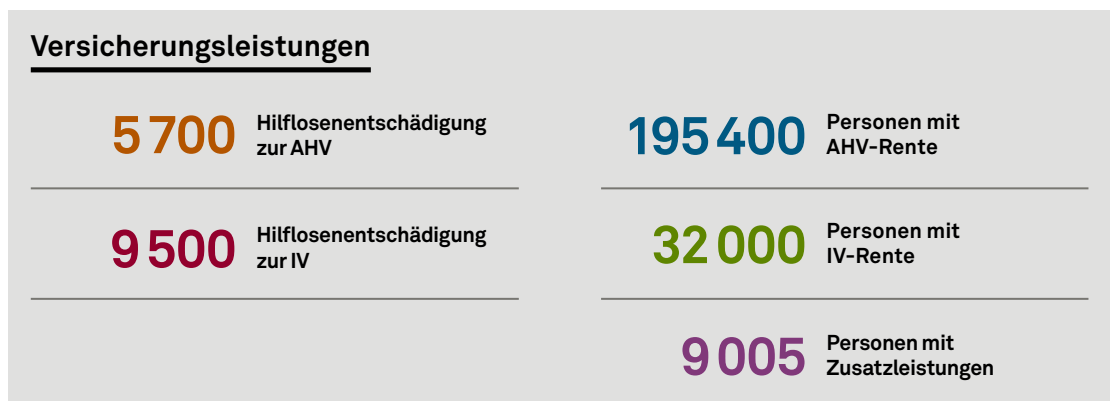 Versicherungsleistungen
5 700 Hilflosenentschädigung
zur AHV
9 500 Hilflosenentschädigung
zur IV
195 400 Personen mit
AHV-Rente
32 000 Personen mit
IV-Rente
9 005 Personen mit
Zusatzleistungen